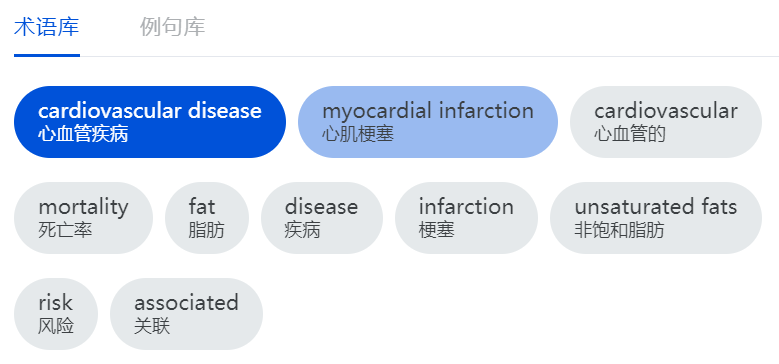 术语库 例句库
cardiovascular disease myocardial infarction cardiovascular
心血管疾病 心肌梗塞 心血管的
mortality fat disease infarction unsaturated fats
死亡率 脂肪 疾病 梗塞 非饱和脂肪
risk associated
风险 关联